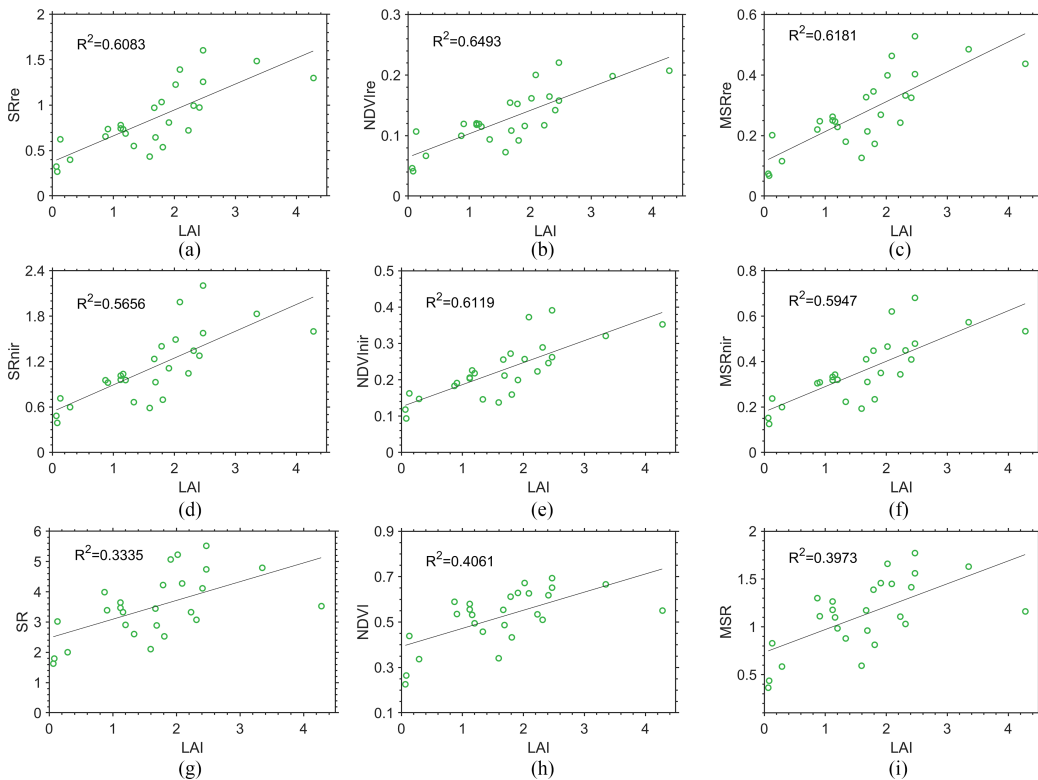 R²=0.6083
SRre
2
1.5
1
0.5
0
0 1 2 3 4
LAI
(a)
R²=0.6493
NDVIre
0.3
0.2
0.1
0
0 1 2 3 4
LAI
(b)
R²=0.6181
MSRre
0.6
0.4
0.2
0
0 1 2 3 4
LAI
(c)
R²=0.5656
SRnir
2.4
1.8
1.2
0.6
0
0 1 2 3 4
LAI
(d)
R²=0.6119
NDVInir
0.5
0.4
0.3
0.2
0.1
0
0 1 2 3 4
LAI
(e)
R²=0.5947
MSRnir
0.8
0.6
0.4
0.2
0
0 1 2 3 4
LAI
(f)
R²=0.3335
SR
6
5
4
3
2
1
0
0 1 2 3 4
LAI
(g)
R²=0.4061
NDVI
0.9
0.7
0.5
0.3
0.1
0 1 2 3 4
LAI
(h)
R²=0.3973
MSR
2
1.5
1
0.5
0 1 2 3 4
LAI
(i)